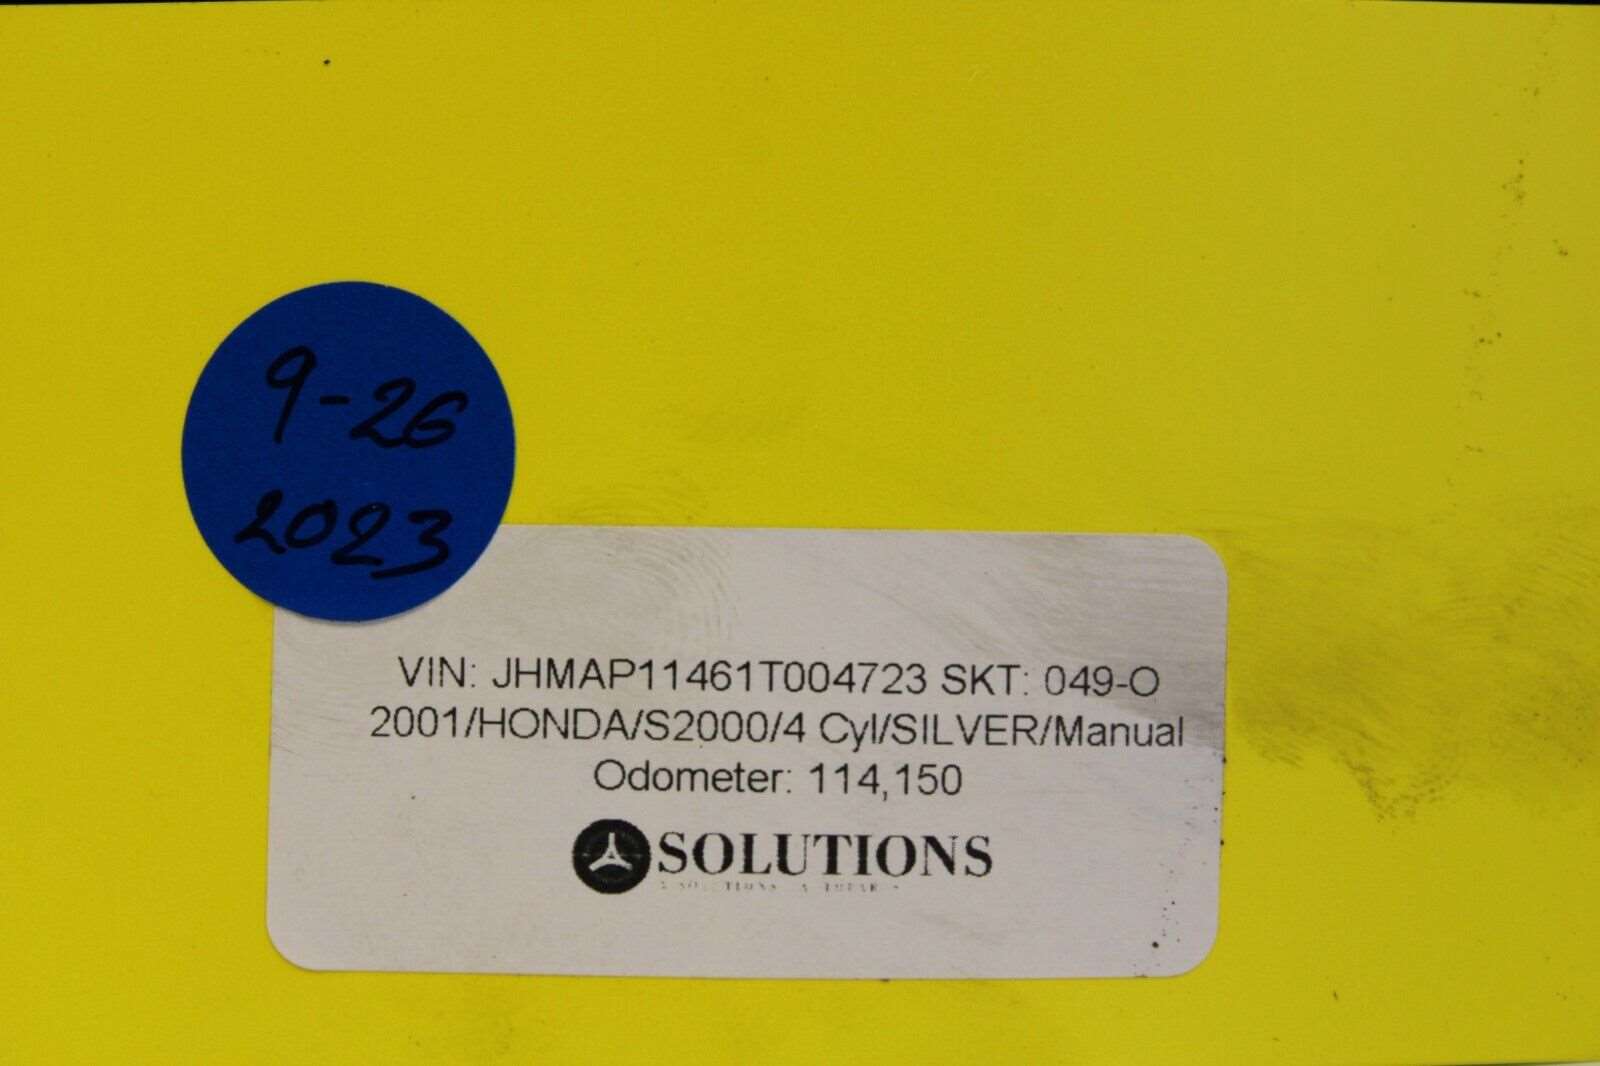 9-26
2023
VIN: JHMAP11461T004723 SKT: 049-O
2001/HONDA/S2000/4 Cyl/SILVER/Manual
Odometer: 114,150
SOLUTIONS